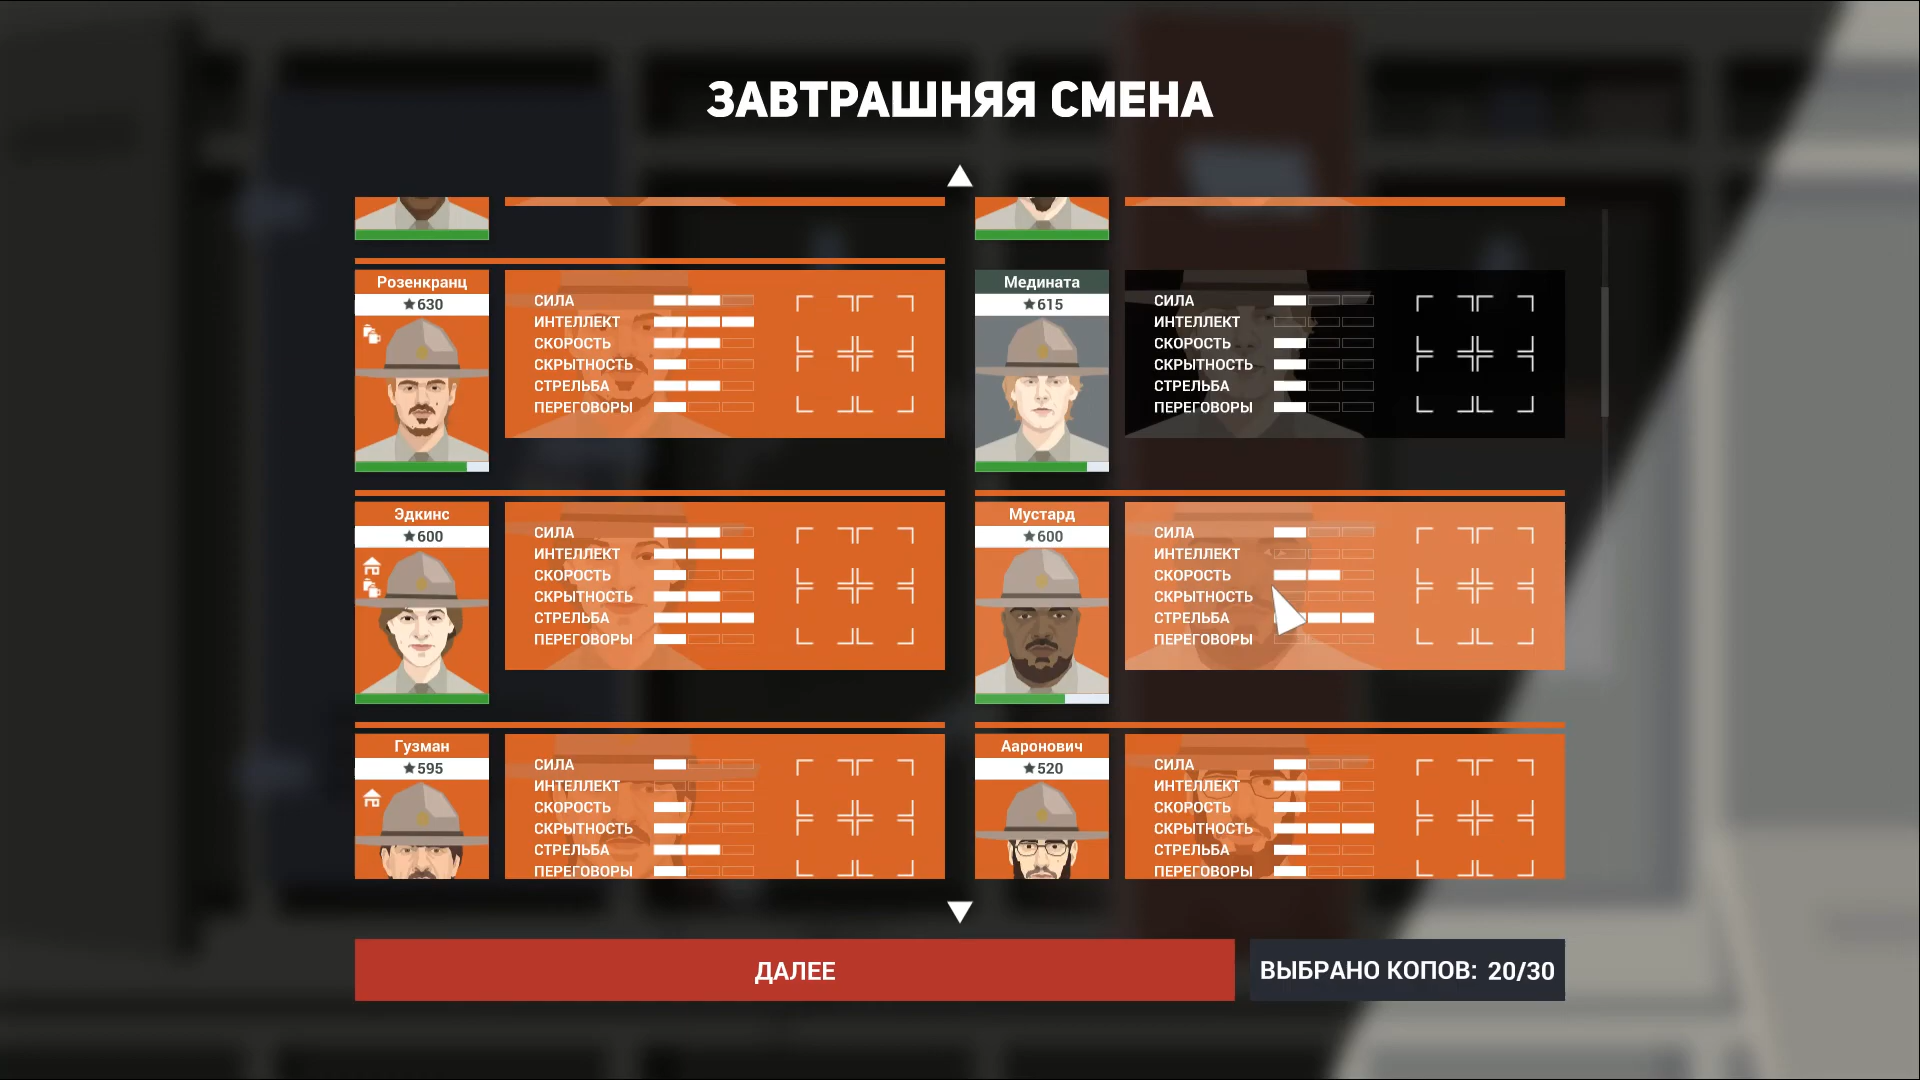 ЗАВТРАШНЯЯ СМЕНА
Розенкранц
630
СИЛА
ИНТЕЛЛЕКТ
СКОРОСТЬ
СКРЫТНОСТЬ
СТРЕЛЬБА
ПЕРЕГОВОРЫ
Медината
615
СИЛА
ИНТЕЛЛЕКТ
СКОРОСТЬ
СКРЫТНОСТЬ
СТРЕЛЬБА
ПЕРЕГОВОРЫ
Эдкинс
600
СИЛА
ИНТЕЛЛЕКТ
СКОРОСТЬ
СКРЫТНОСТЬ
СТРЕЛЬБА
ПЕРЕГОВОРЫ
Мустард
600
СИЛА
ИНТЕЛЛЕКТ
СКОРОСТЬ
СКРЫТНОСТЬ
СТРЕЛЬБА
ПЕРЕГОВОРЫ
Гузман
595
СИЛА
ИНТЕЛЛЕКТ
СКОРОСТЬ
СКРЫТНОСТЬ
СТРЕЛЬБА
ПЕРЕГОВОРЫ
Ааронович
520
СИЛА
ИНТЕЛЛЕКТ
СКОРОСТЬ
СКРЫТНОСТЬ
СТРЕЛЬБА
ПЕРЕГОВОРЫ
ДАЛЕЕ
ВЫБРАНО КОПОВ: 20/30